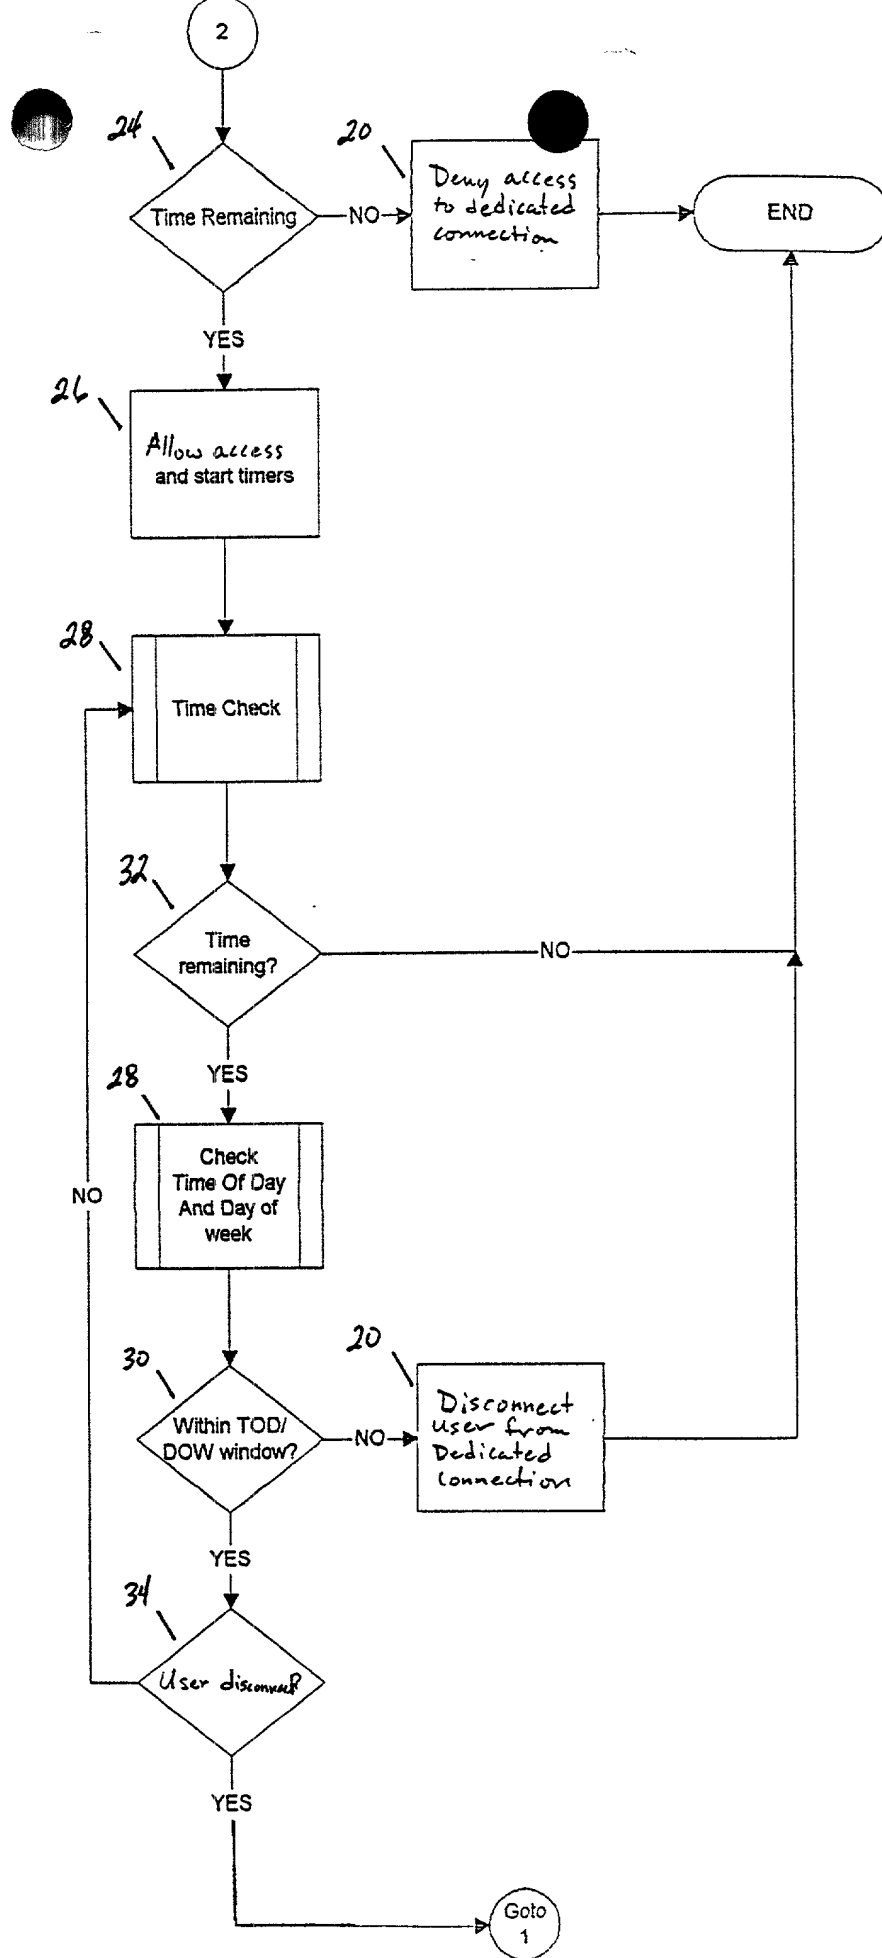 2
24
Time Remaining
NO
20
Deny access
to dedicated
connection
END
YES
26
Allow access
and start timers
28
Time Check
32
Time
remaining?
NO
YES
28
Check
Time Of Day
And Day of
week
NO
30
Within TOD/
DOW window?
NO
20
Disconnect
user from
Dedicated
Connection
YES
34
User disconnect?
YES
Goto
1